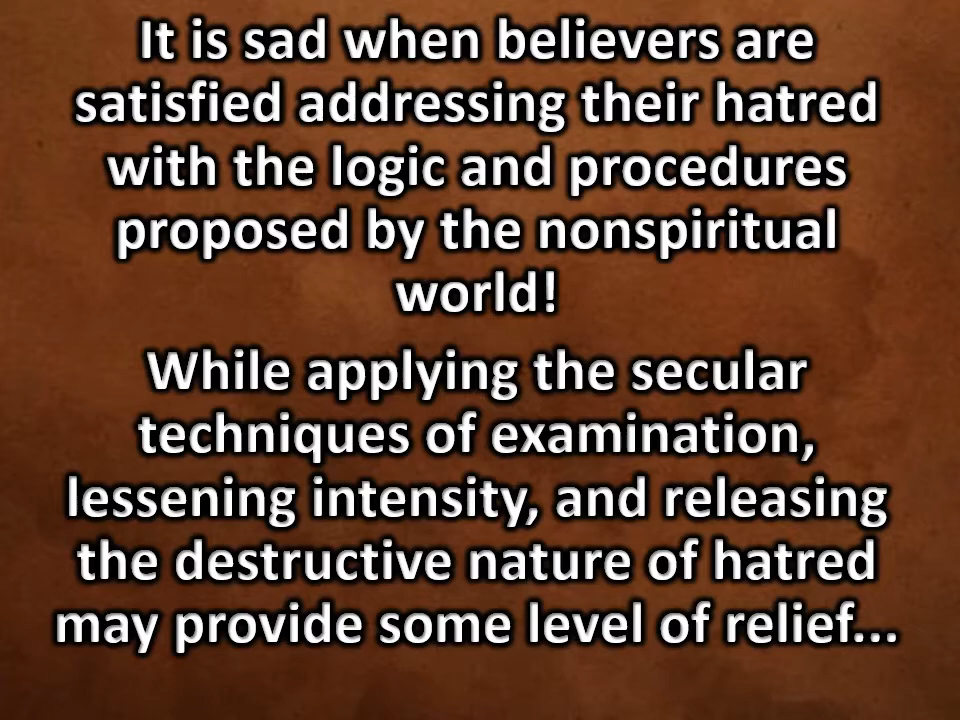 It is sad when believers are
satisfied addressing their hatred
with the logic and procedures
proposed by the nonspiritual
world!
While applying the secular
techniques of examination,
lessening intensity, and releasing
the destructive nature of hatred
may provide some level of relief...